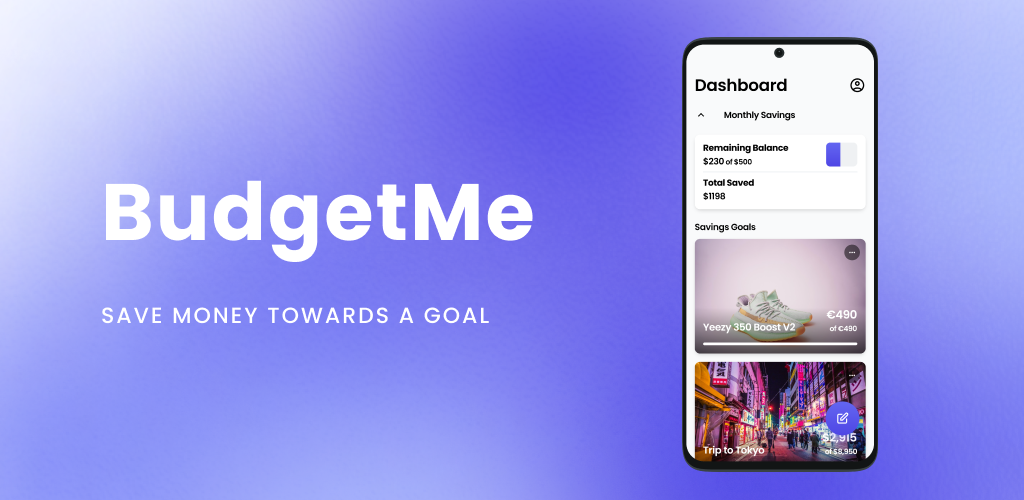 BudgetMe
SAVE MONEY TOWARDS A GOAL
Dashboard
Monthly Savings
Remaining Balance
$230 of $500
Total Saved
$1198
Savings Goals
€490
Yeezy 350 Boost V2
of €490
$2,915
Trip to Tokyo
of $8,950